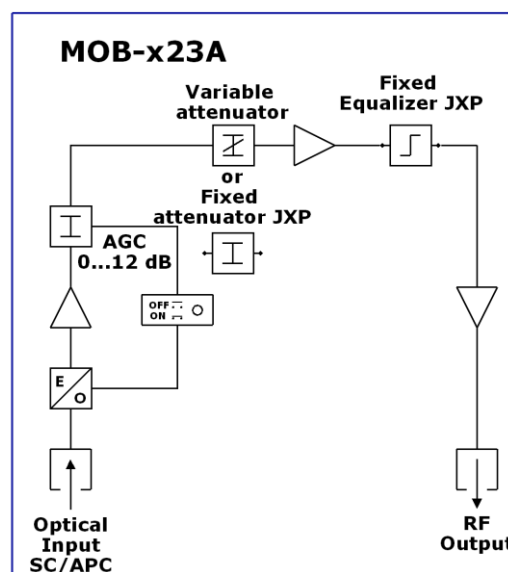 MOB-x23A
Variable
attenuator
or
Fixed
attenuator JXP
Fixed
Equalizer JXP
AGC
0...12 dB
OFF
ON
E
O
Optical
Input
SC/APC
RF
Output